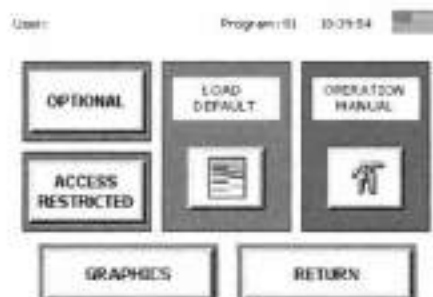 User: Program: 01 10:39:54
OPTIONAL
LOAD
DEFAULT
OPERATION
MANUAL
ACCESS
RESTRICTED
GRAPHICS
RETURN